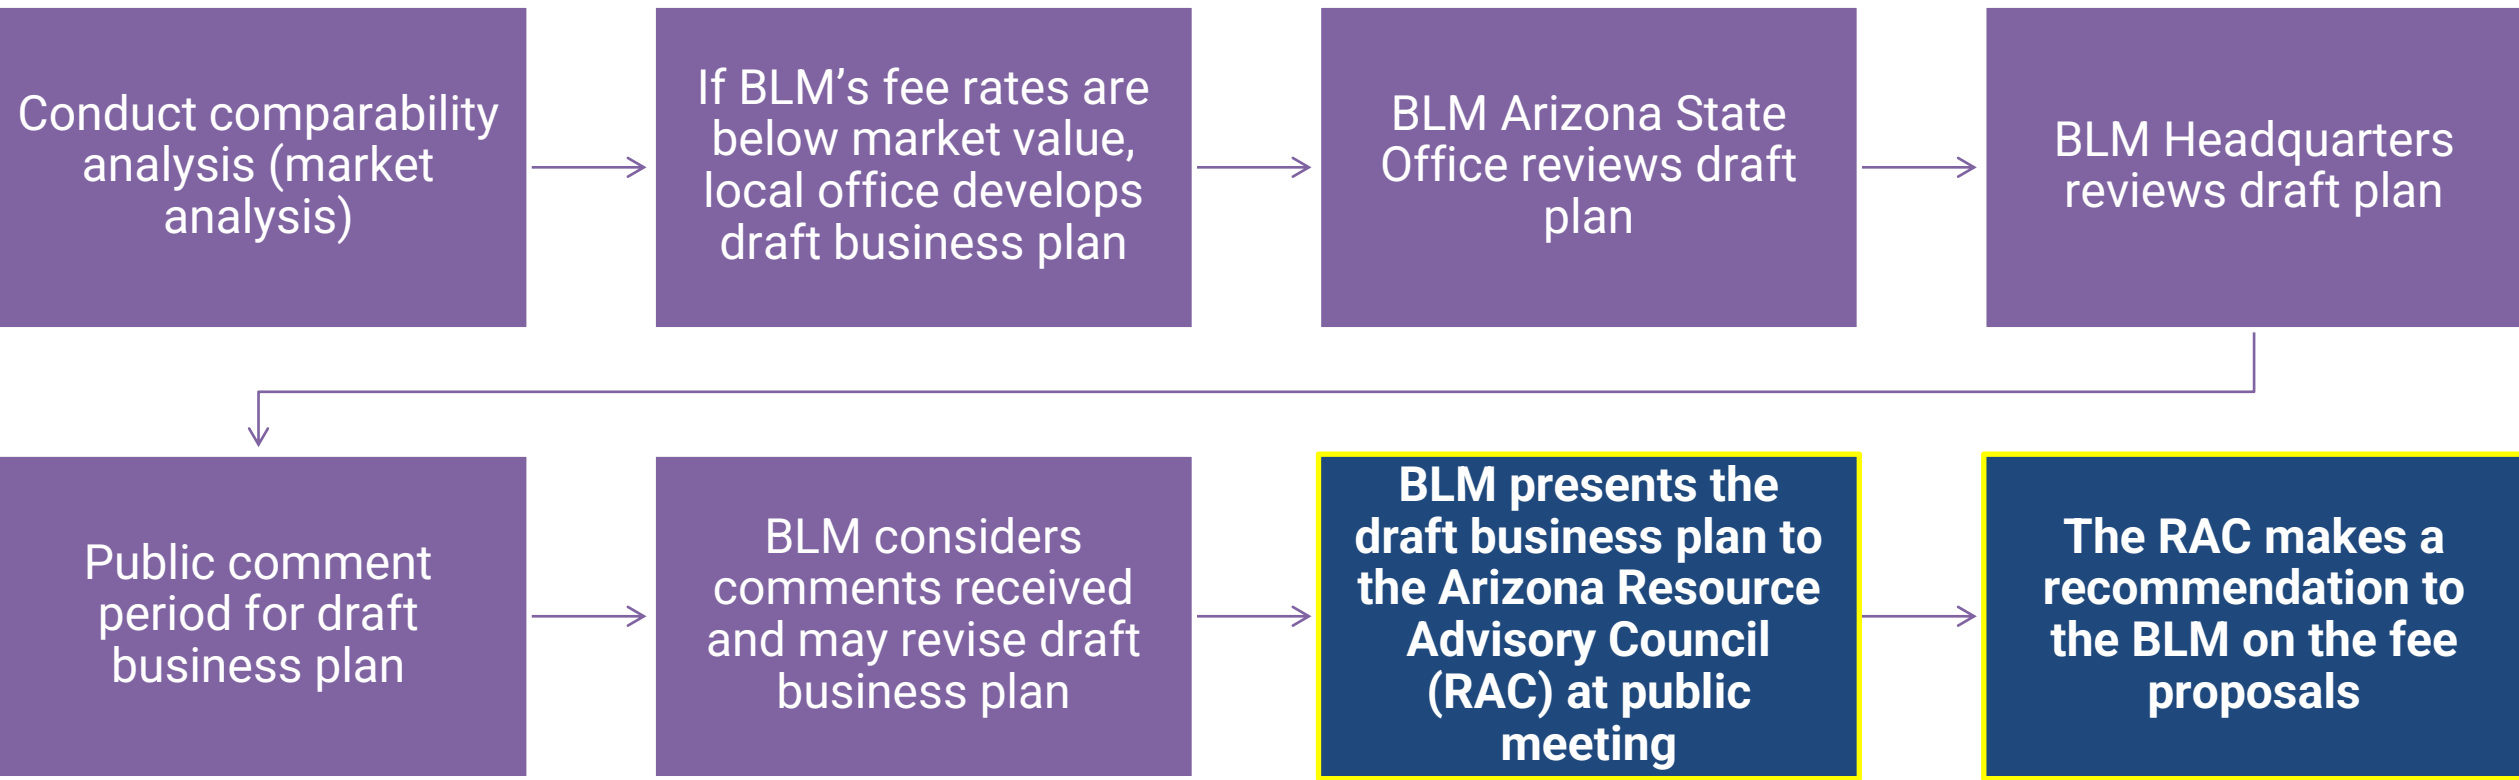 Conduct comparability
analysis (market
analysis)
If BLM’s fee rates are
below market value,
local office develops
draft business plan
BLM Arizona State
Office reviews draft
plan
BLM Headquarters
reviews draft plan
Public comment
period for draft
business plan
BLM considers
comments received
and may revise draft
business plan
BLM presents the
draft business plan to
the Arizona Resource
Advisory Council
(RAC) at public
meeting
The RAC makes a
recommendation to
the BLM on the fee
proposals